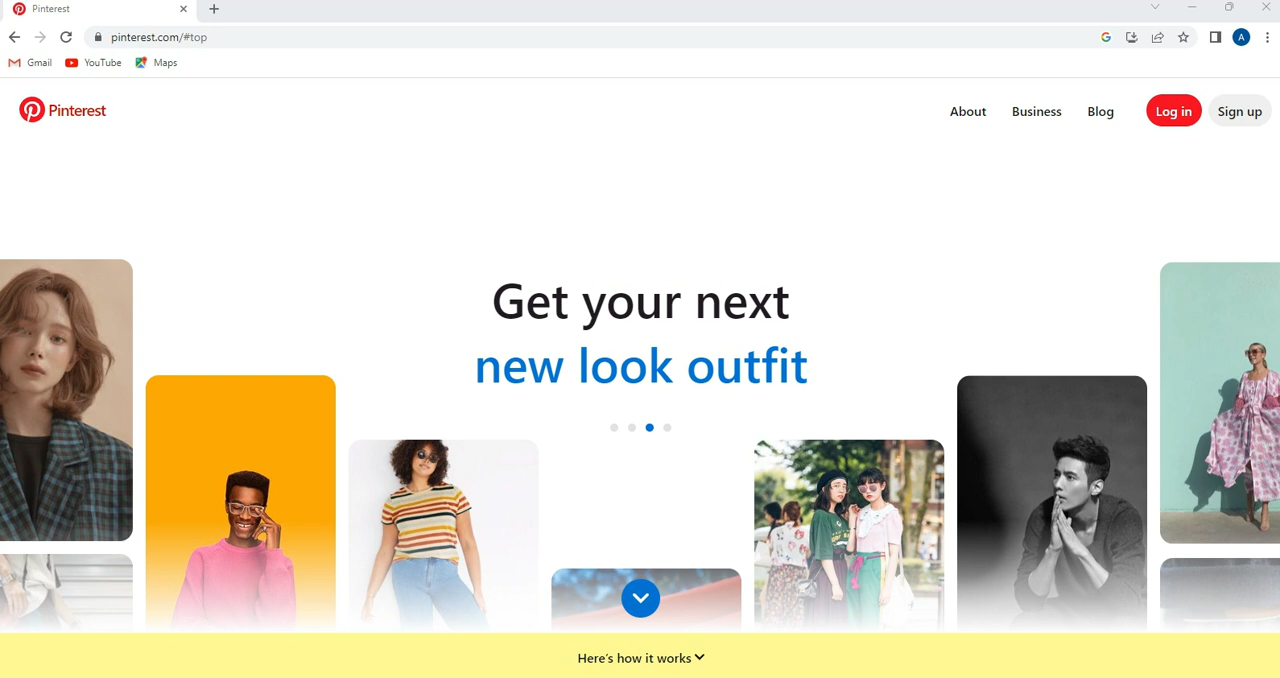 Pinterest
pinterest.com/#top
A
Gmail
YouTube
Maps
Pinterest
About
Business
Blog
Log in
Sign up
Get your next
new look outfit
Here's how it works